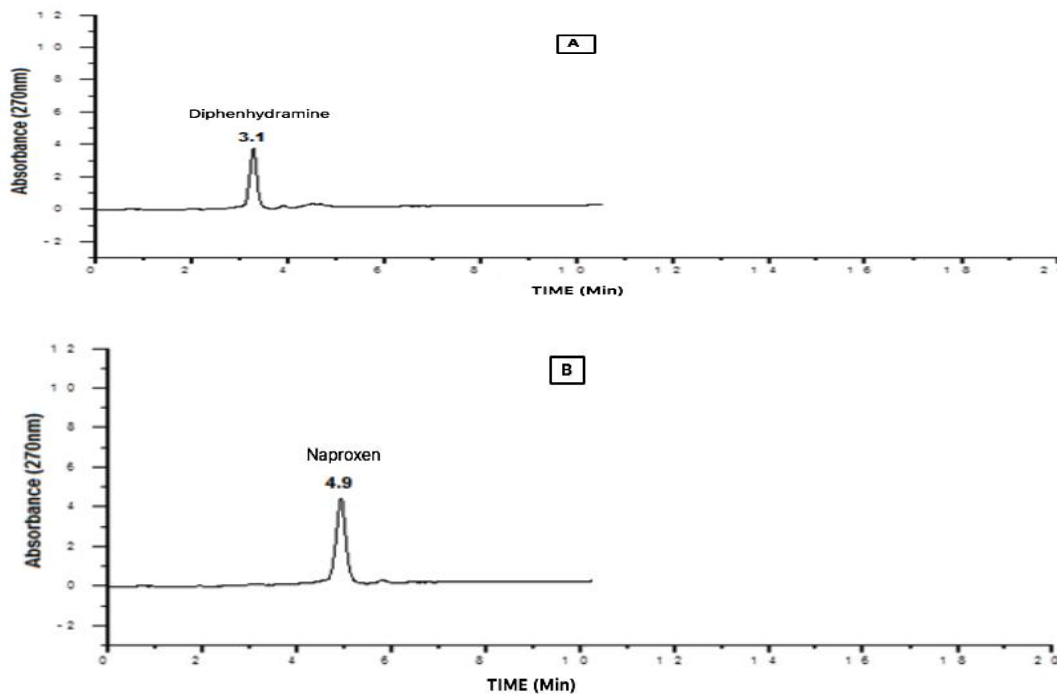 1 2
A
1 0
8
Diphenhydramine
6
3.1
4
2
0
- 2
Absorbance (270nm)
0 2 4 6 8 1 0 1 2 1 4 1 6 1 8 2
TIME (Min)
1 2
B
1 0
8
Naproxen
6
4.9
4
2
0
- 2
Absorbance (270nm)
0 2 4 6 8 1 0 1 2 1 4 1 6 1 8 2 0
TIME (Min)